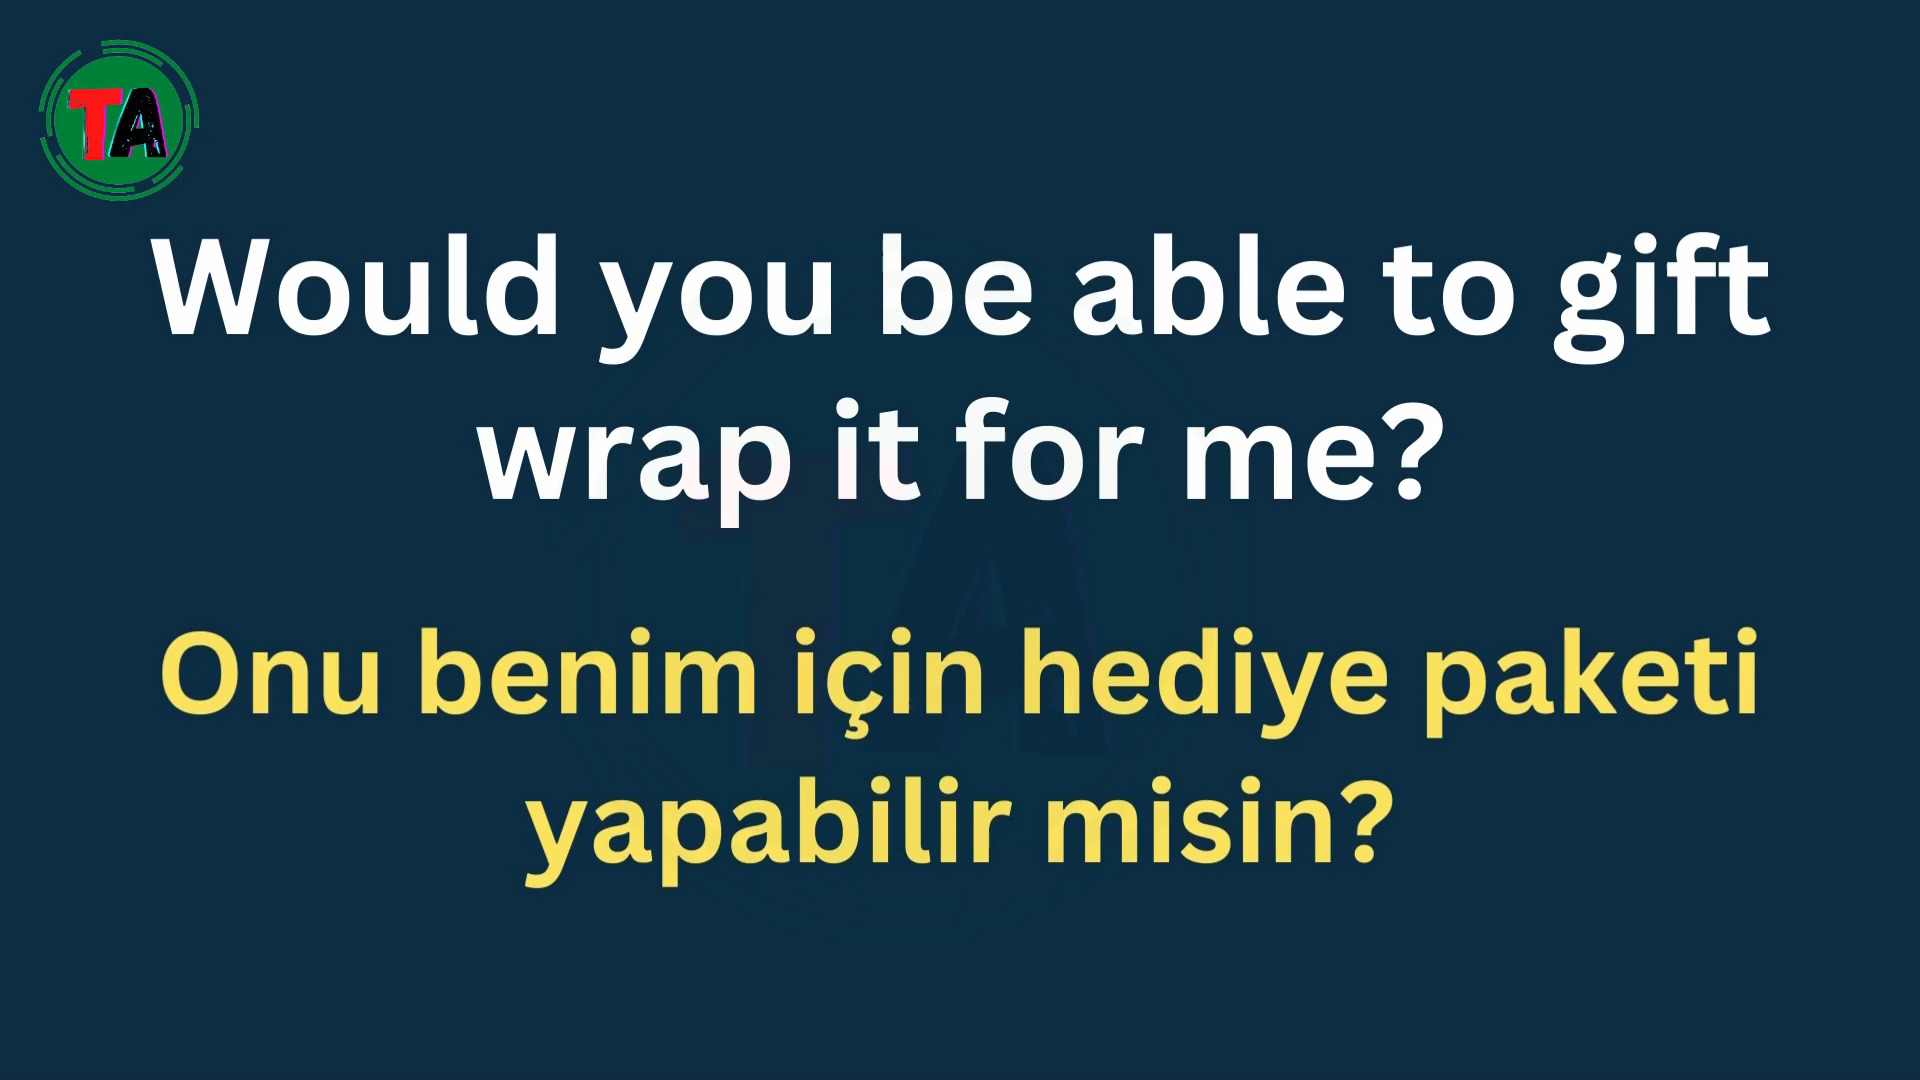 TA
Would you be able to gift
wrap it for me?
Onu benim için hediye paketi
yapabilir misin?